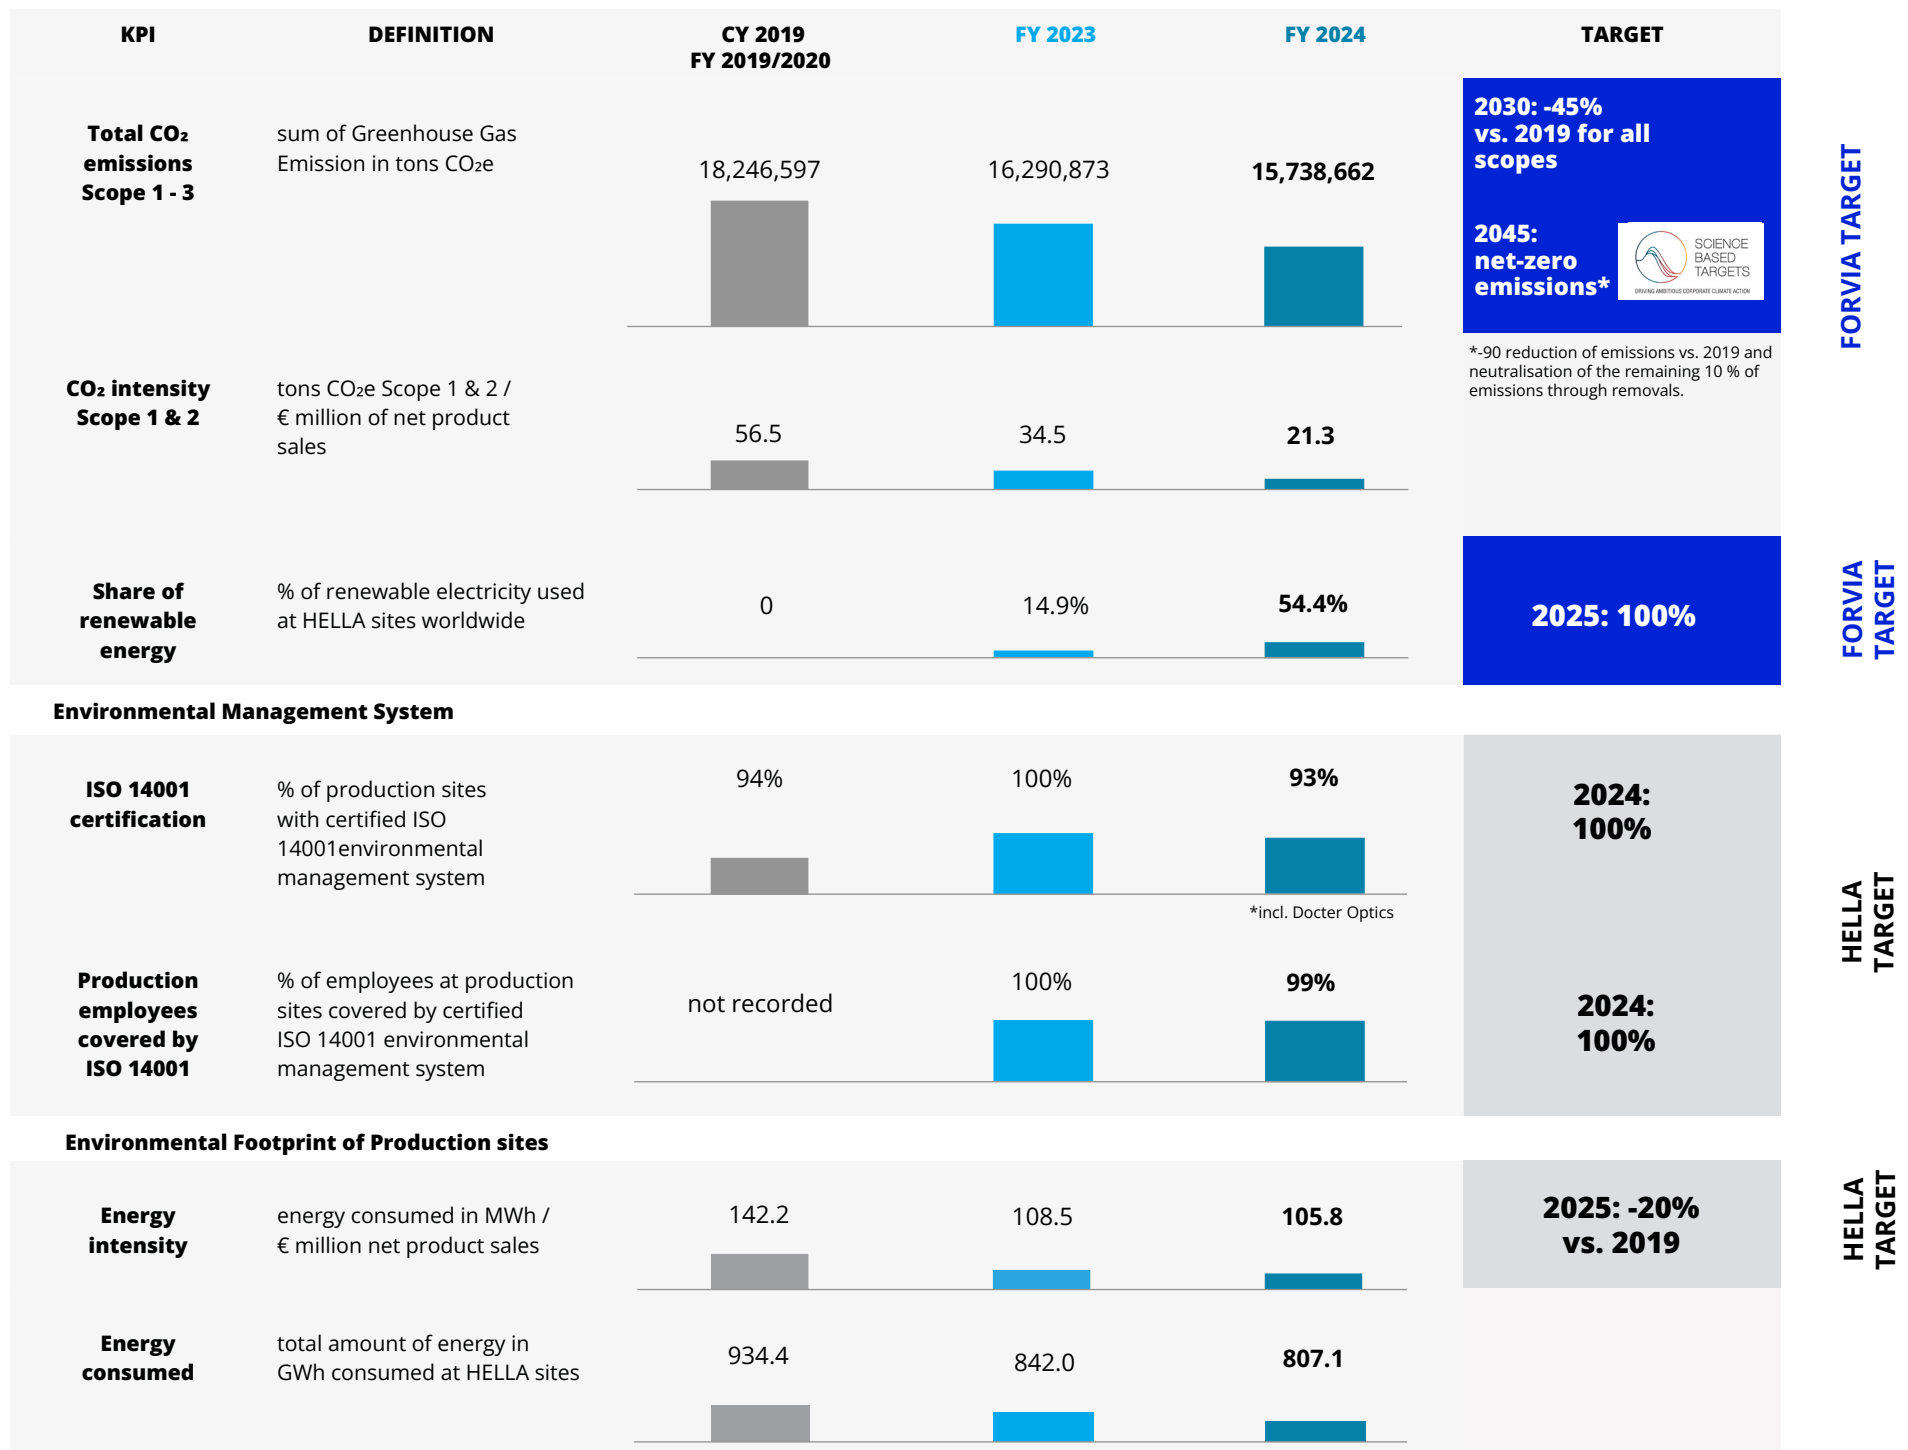 KPI
DEFINITION
CY 2019
FY 2019/2020
FY 2023
FY 2024
TARGET
Total CO₂
emissions
Scope 1 - 3
sum of Greenhouse Gas
Emission in tons CO₂e
18,246,597
16,290,873
15,738,662
2030: -45%
vs. 2019 for all
scopes
2045:
net-zero
emissions*
SCIENCE
BASED
TARGETS
DRIVING AMBITIOUS CORPORATE CLIMATE ACTION
*-90 reduction of emissions vs. 2019 and
neutralisation of the remaining 10 % of
emissions through removals.
FORVIA TARGET
CO₂ intensity
Scope 1 & 2
tons CO₂e Scope 1 & 2 /
€ million of net product
sales
56.5
34.5
21.3
Share of
renewable
energy
% of renewable electricity used
at HELLA sites worldwide
0
14.9%
54.4%
2025: 100%
FORVIA
TARGET
Environmental Management System
ISO 14001
certification
% of production sites
with certified ISO
14001environmental
management system
94%
100%
93%
*incl. Docter Optics
2024:
100%
HELLA
TARGET
Production
employees
covered by
ISO 14001
% of employees at production
sites covered by certified
ISO 14001 environmental
management system
not recorded
100%
99%
2024:
100%
Environmental Footprint of Production sites
Energy
intensity
energy consumed in MWh /
€ million net product sales
142.2
108.5
105.8
2025: -20%
vs. 2019
HELLA
TARGET
Energy
consumed
total amount of energy in
GWh consumed at HELLA sites
934.4
842.0
807.1